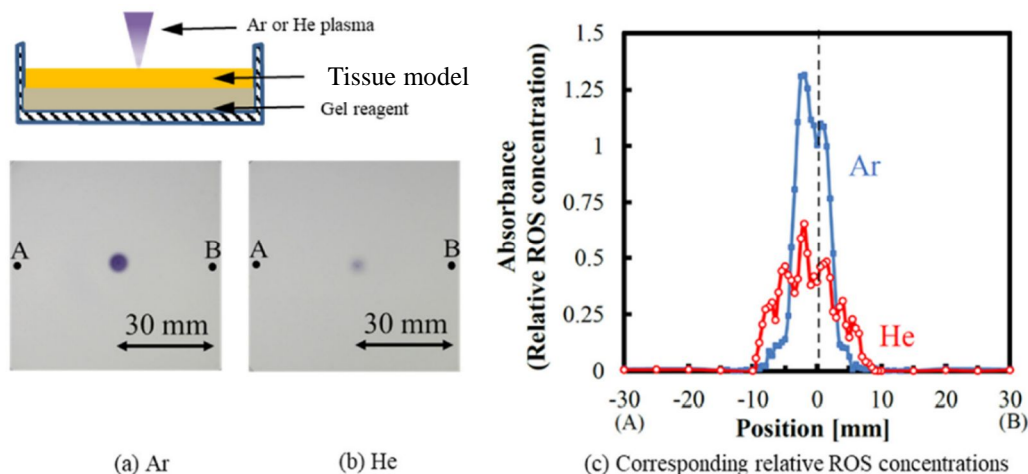 Ar or He plasma
Tissue model
Gel reagent
A
B
30 mm
(a) Ar
A
B
30 mm
(b) He
Absorbance
(Relative ROS concentration)
1.5
1.25
1
0.75
0.5
0.25
0
Ar
He
-30 -20 -10 0 10 20 30
(A) Position [mm] (B)
(c) Corresponding relative ROS concentrations